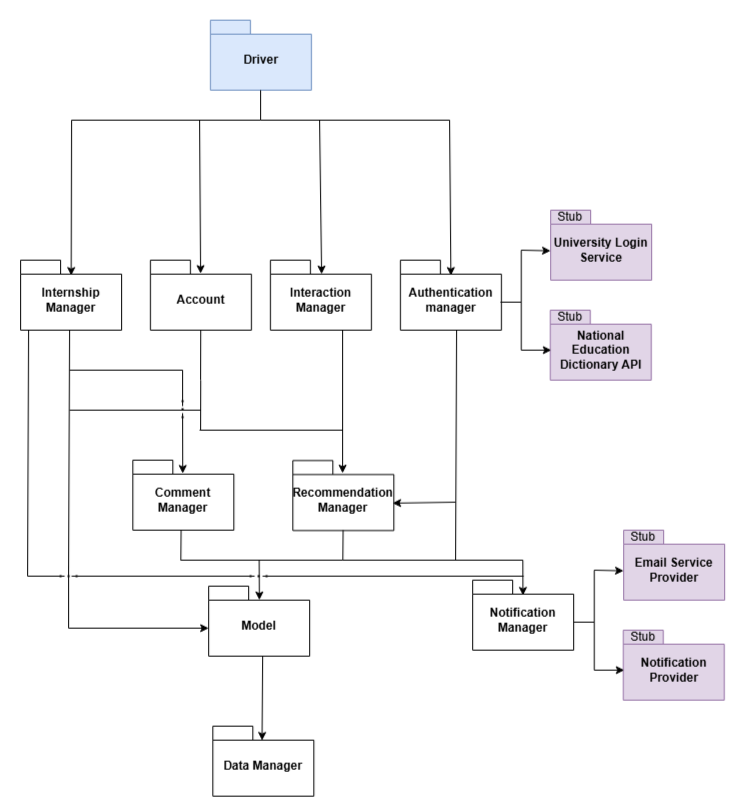 Driver
Stub
University Login
Service
Internship
Manager
Account
Interaction
Manager
Authentication
manager
Stub
National
Education
Dictionary API
Comment
Manager
Recommendation
Manager
Stub
Email Service
Provider
Model
Notification
Manager
Stub
Notification
Provider
Data Manager